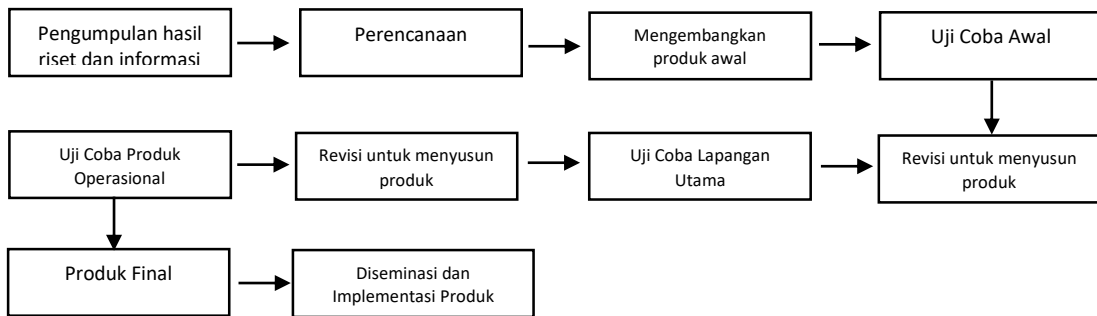 Pengumpulan hasil
riset dan informasi
Perencanaan
Mengembangkan
produk awal
Uji Coba Awal
Uji Coba Produk
Operasional
Revisi untuk menyusun
produk
Uji Coba Lapangan
Utama
Revisi untuk menyusun
produk
Produk Final
Diseminasi dan
Implementasi Produk